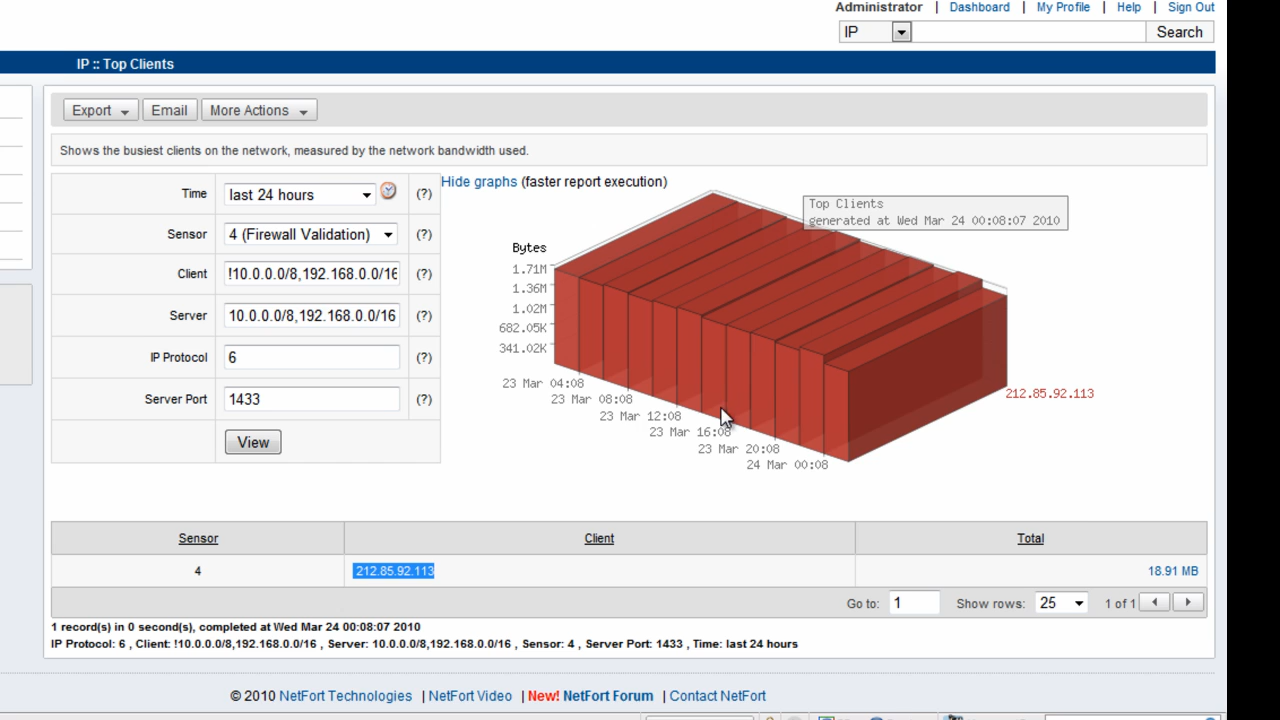 Administrator | Dashboard | My Profile | Help | Sign Out
IP Search
IP :: Top Clients
Export Email More Actions
Shows the busiest clients on the network, measured by the network bandwidth used.
Hide graphs (faster report execution)
Time last 24 hours (?)
Sensor 4 (Firewall Validation) (?)
Client !10.0.0.0/8,192.168.0.0/16 (?)
Server 10.0.0.0/8,192.168.0.0/16 (?)
IP Protocol 6 (?)
Server Port 1433 (?)
View
Top Clients
generated at Wed Mar 24 00:08:07 2010
Bytes
1.71M
1.36M
1.02M
682.05K
341.02K
23 Mar 04:08
23 Mar 08:08
23 Mar 12:08
23 Mar 16:08
23 Mar 20:08
24 Mar 00:08
212.85.92.113
Sensor Client Total
4 212.85.92.113 18.91 MB
Go to: 1 Show rows: 25 1 of 1
1 record(s) in 0 second(s), completed at Wed Mar 24 00:08:07 2010
IP Protocol: 6 , Client: !10.0.0.0/8,192.168.0.0/16 , Server: 10.0.0.0/8,192.168.0.0/16 , Sensor: 4 , Server Port: 1433 , Time: last 24 hours
© 2010 NetFort Technologies | NetFort Video | New! NetFort Forum | Contact NetFort